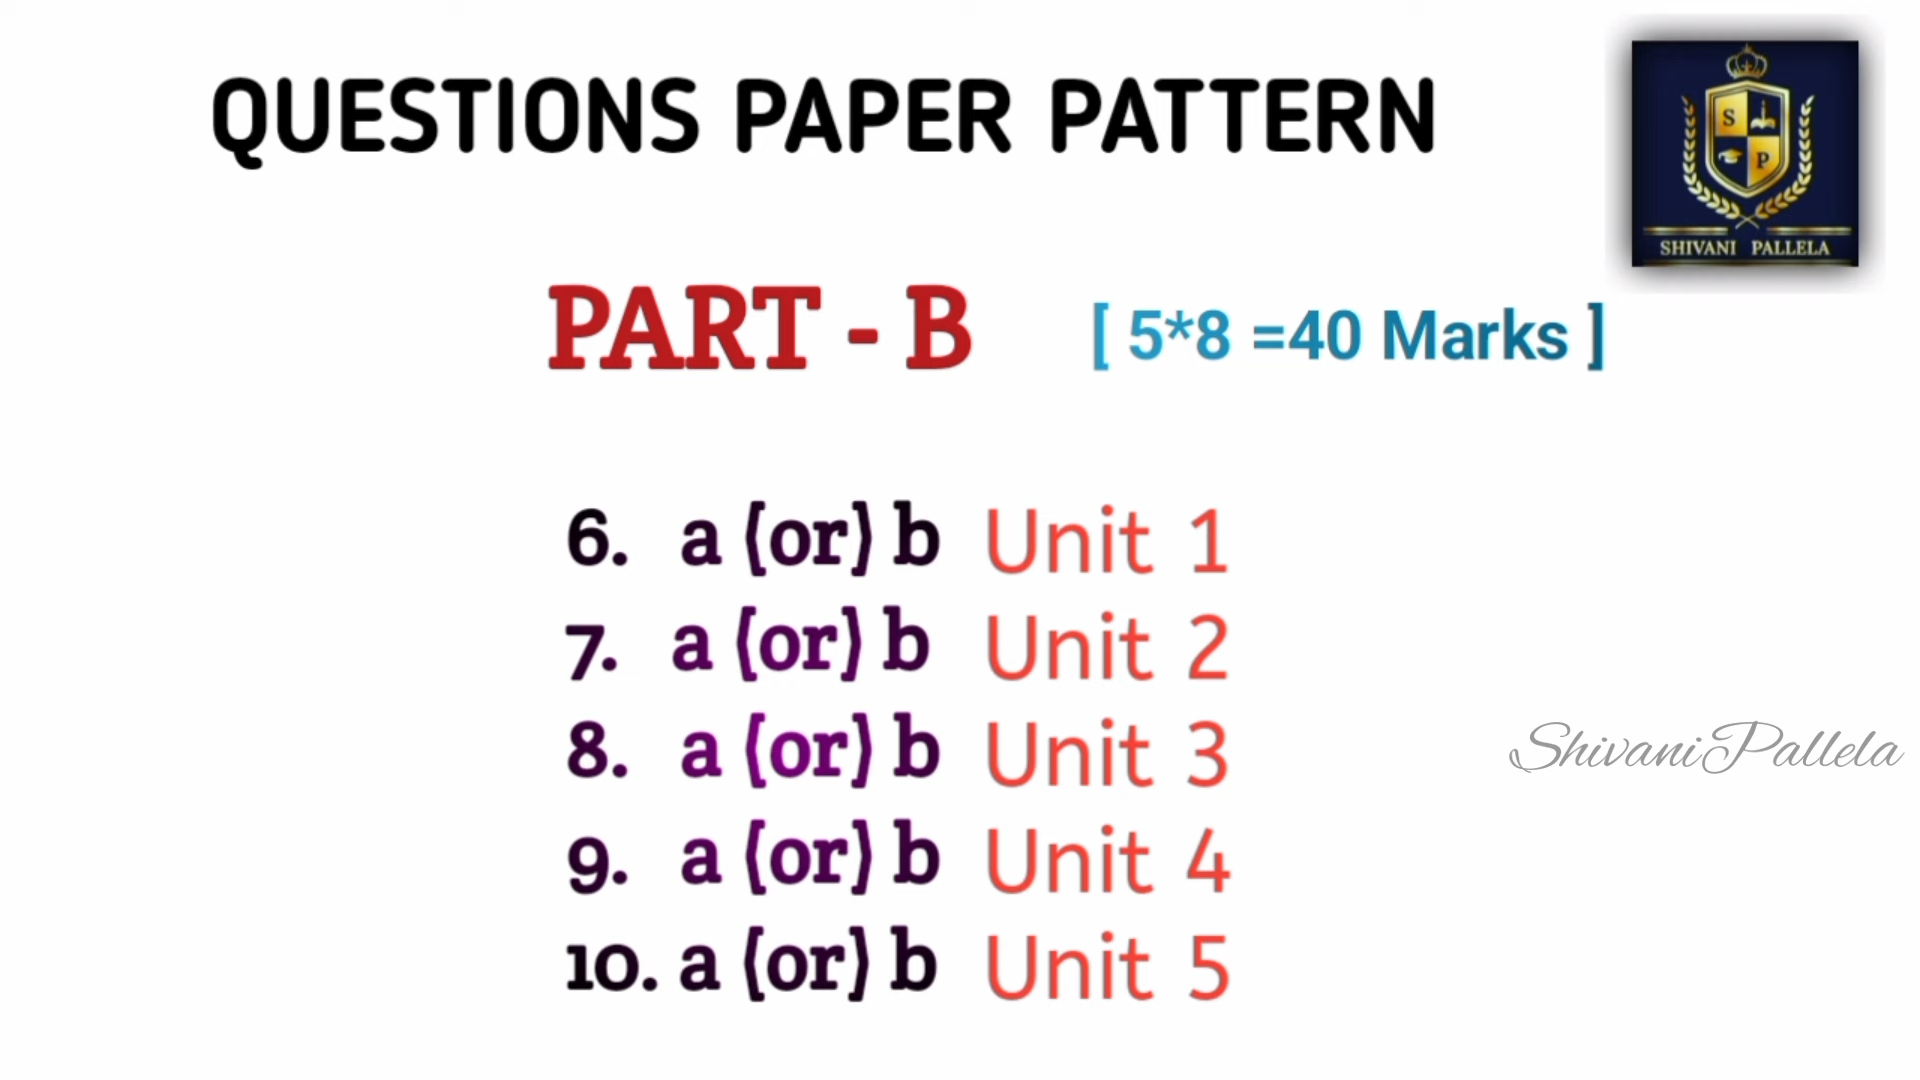 QUESTIONS PAPER PATTERN
S
P
SHIVANI PALLELA
PART - B [ 5*8 =40 Marks ]
6. a (or) b Unit 1
7. a (or) b Unit 2
8. a (or) b Unit 3
Shivani Pallela
9. a (or) b Unit 4
10. a (or) b Unit 5